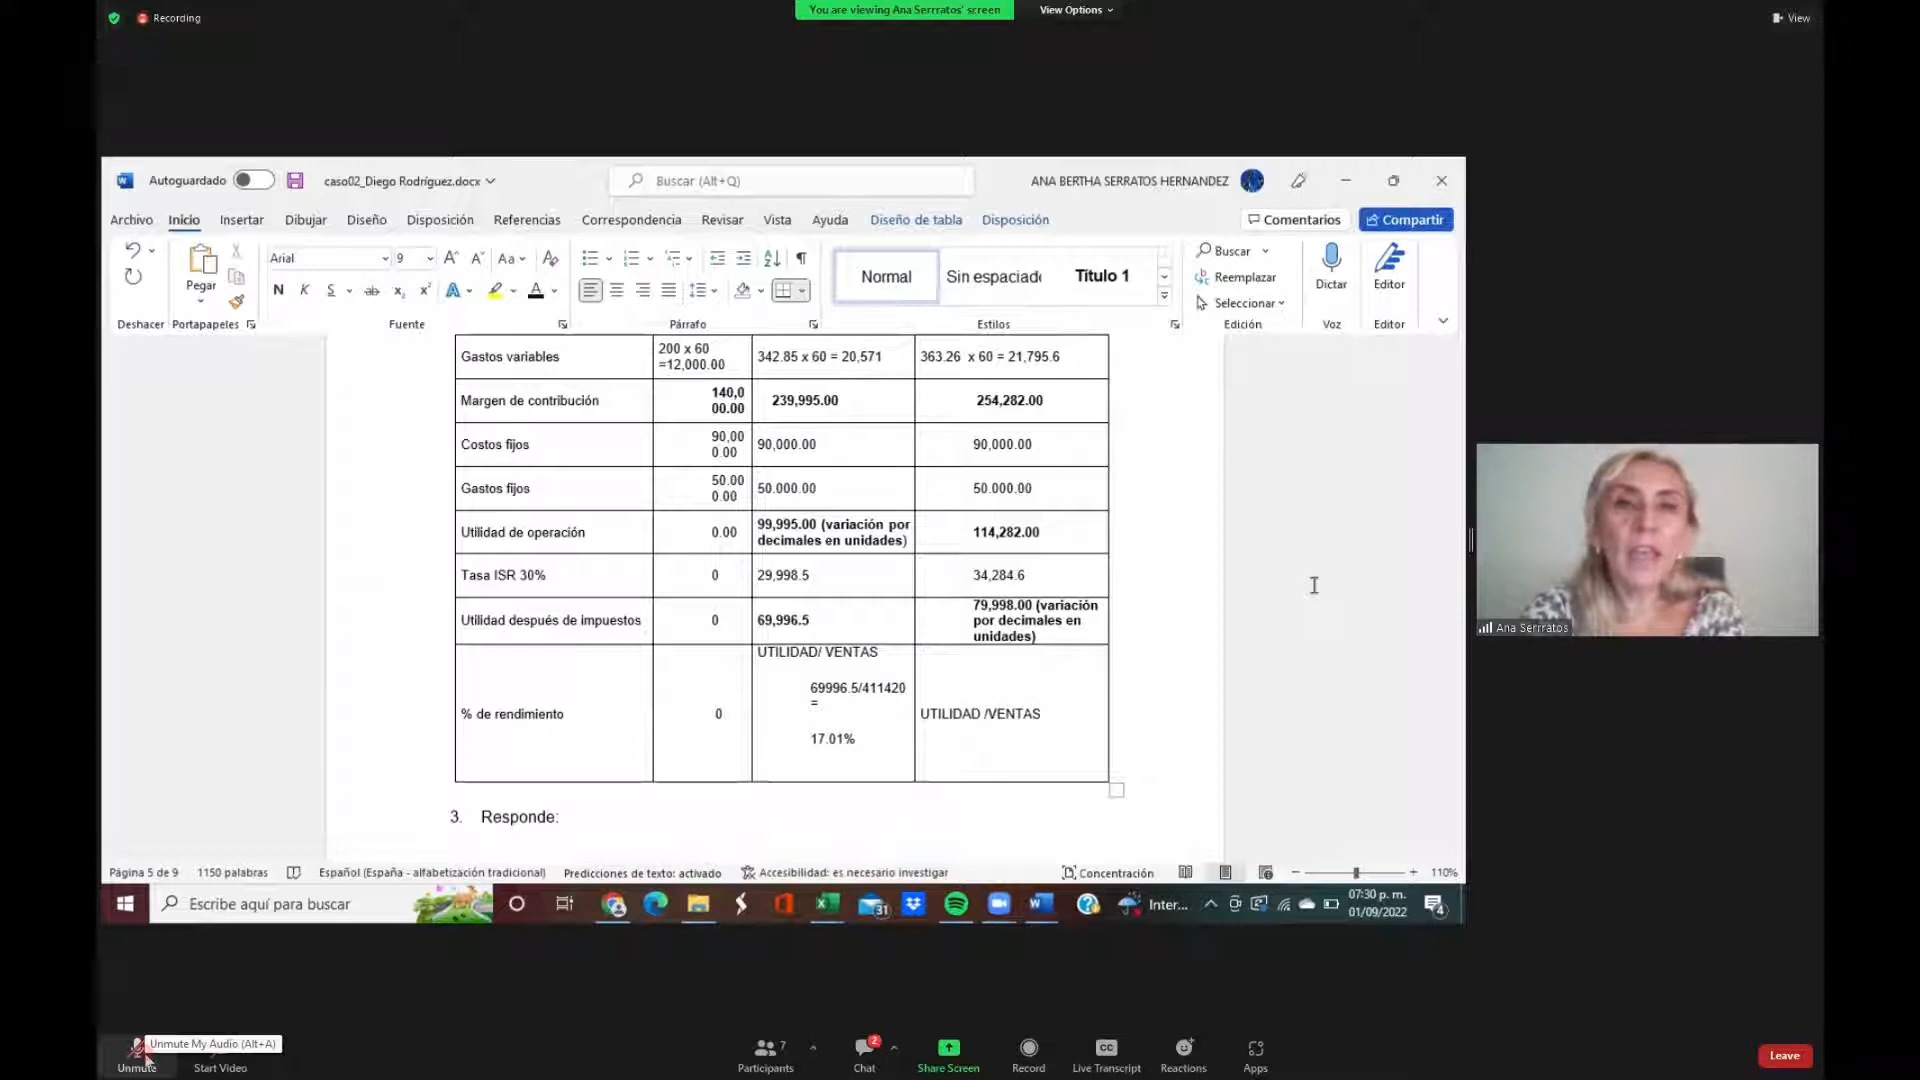 Recording
You are viewing Ana Serrratos' screen
View Options
View
Autoguardado
caso02_Diego Rodríguez.docx
Buscar (Alt+Q)
ANA BERTHA SERRATOS HERNANDEZ
Archivo
Inicio
Insertar
Dibujar
Diseño
Disposición
Referencias
Correspondencia
Revisar
Vista
Ayuda
Diseño de tabla
Disposición
Comentarios
Compartir
Pegar
Arial
9
Aa
N K S ab x₂ x² A A
Normal
Sin espaciado
Título 1
Buscar
Reemplazar
Seleccionar
Dictar
Editor
Deshacer
Portapapeles
Fuente
Párrafo
Estilos
Edición
Voz
Editor
Gastos variables
200 x 60
=12,000.00
342.85 x 60 = 20,571
363.26 x 60 = 21,795.6
Margen de contribución
140,0
00.00
239,995.00
254,282.00
Costos fijos
90,00
0.00
90,000.00
90,000.00
Gastos fijos
50.00
0.00
50.000.00
50.000.00
Utilidad de operación
0.00
99,995.00 (variación por
decimales en unidades)
114,282.00
Tasa ISR 30%
0
29,998.5
34,284.6
Utilidad después de impuestos
0
69,996.5
79,998.00 (variación
por decimales en
unidades)
% de rendimiento
0
UTILIDAD/ VENTAS
69996.5/411420
=
17.01%
UTILIDAD /VENTAS
3. Responde:
Página 5 de 9
1150 palabras
Español (España - alfabetización tradicional)
Predicciones de texto: activado
Accesibilidad: es necesario investigar
Concentración
110%
Escribe aquí para buscar
31
Inter...
07:30 p. m.
01/09/2022
4
Ana Serrratos
Unmute My Audio (Alt+A)
Unmute
Start Video
7
Participants
2
Chat
Share Screen
Record
CC
Live Transcript
Reactions
Apps
Leave